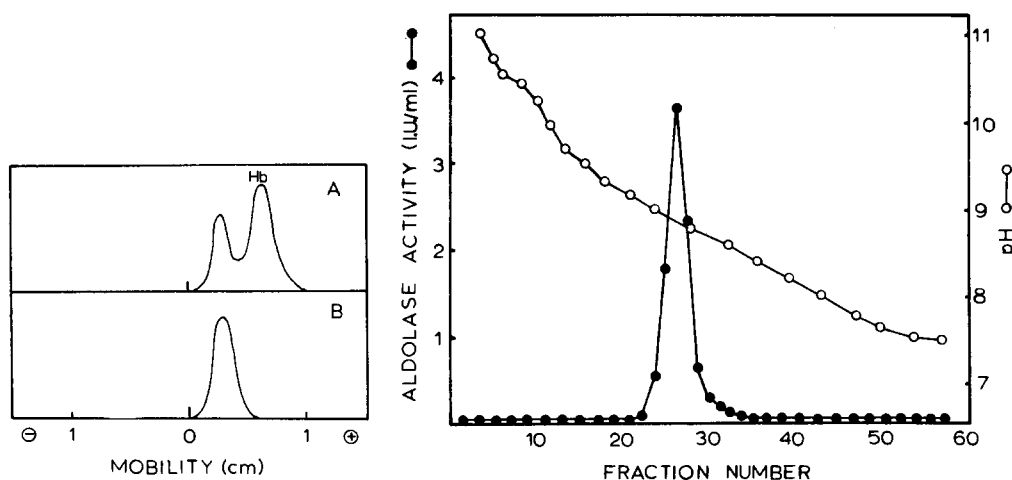 A
Hb
B
⊖ 1 0 1 ⊕
MOBILITY (cm)
ALDOLASE ACTIVITY (I.U/ml)
4
3
2
1
11
10
9
8
7
pH
10 20 30 40 50 60
FRACTION NUMBER